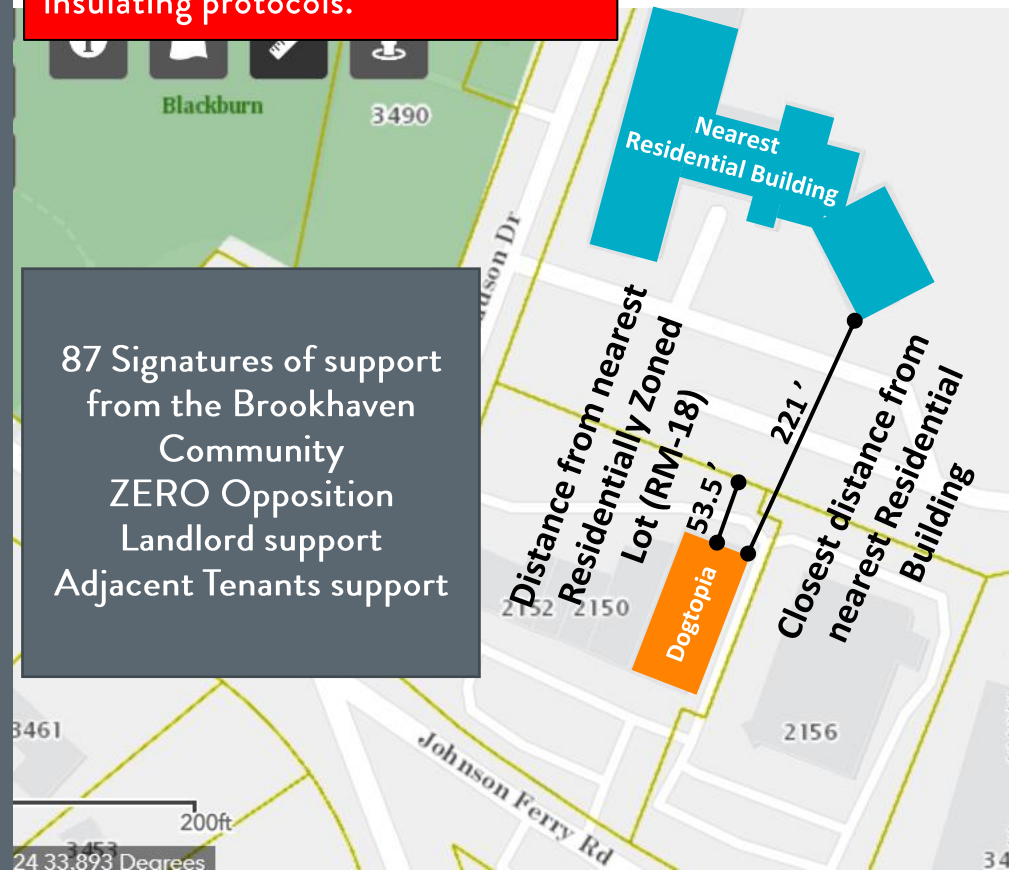 insulating protocols.
Blackburn
3490
Nearest
Residential Building
87 Signatures of support
from the Brookhaven
Community
ZERO Opposition
Landlord support
Adjacent Tenants support
Distance from nearest
Residentially Zoned
Lot (RM-18)
53.5 ’
221 ’
Closest distance from
nearest Residential
Building
2152 2150
Dogtopia
2156
3461
Johnson Ferry Rd
200ft
3453
24 33.893 Degrees